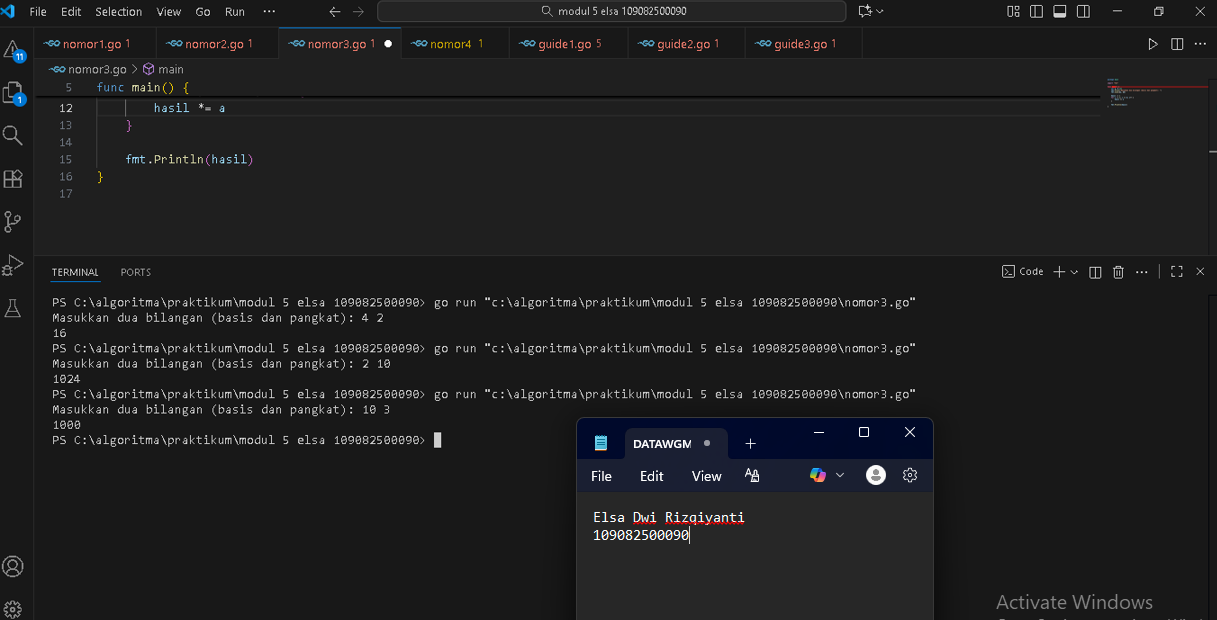 File Edit Selection View Go Run ··· modul 5 elsa 109082500090
nomor1.go 1 nomor2.go 1 nomor3.go 1 nomor4 1 guide1.go 5 guide2.go 1 guide3.go 1
nomor3.go > main
5 func main() {
12 hasil *= a
13 }
14
15 fmt.Println(hasil)
16 }
17
11
1
TERMINAL PORTS
Code
PS C:\algoritma\praktikum\modul 5 elsa 109082500090> go run "c:\algoritma\praktikum\modul 5 elsa 109082500090\nomor3.go"
Masukkan dua bilangan (basis dan pangkat): 4 2
16
PS C:\algoritma\praktikum\modul 5 elsa 109082500090> go run "c:\algoritma\praktikum\modul 5 elsa 109082500090\nomor3.go"
Masukkan dua bilangan (basis dan pangkat): 2 10
1024
PS C:\algoritma\praktikum\modul 5 elsa 109082500090> go run "c:\algoritma\praktikum\modul 5 elsa 109082500090\nomor3.go"
Masukkan dua bilangan (basis dan pangkat): 10 3
1000
PS C:\algoritma\praktikum\modul 5 elsa 109082500090>
DATAWGM
File Edit View
Elsa Dwi Rizqiyanti
109082500090
Activate Windows